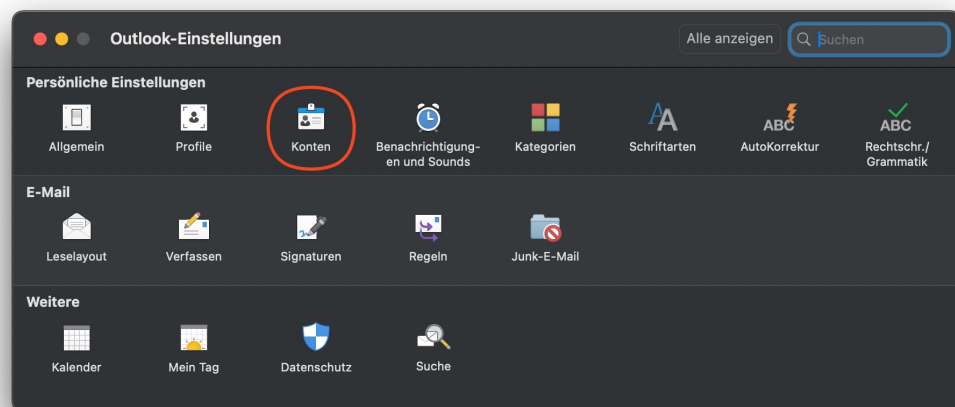 Outlook-Einstellungen
Alle anzeigen
Suchen
Persönliche Einstellungen
Allgemein
Profile
Konten
Benachrichtigung-
en und Sounds
Kategorien
Schriftarten
AutoKorrektur
Rechtschr./
Grammatik
AA
ABC
ABC
E-Mail
Leselayout
Verfassen
Signaturen
Regeln
Junk-E-Mail
Weitere
Kalender
Mein Tag
Datenschutz
Suche